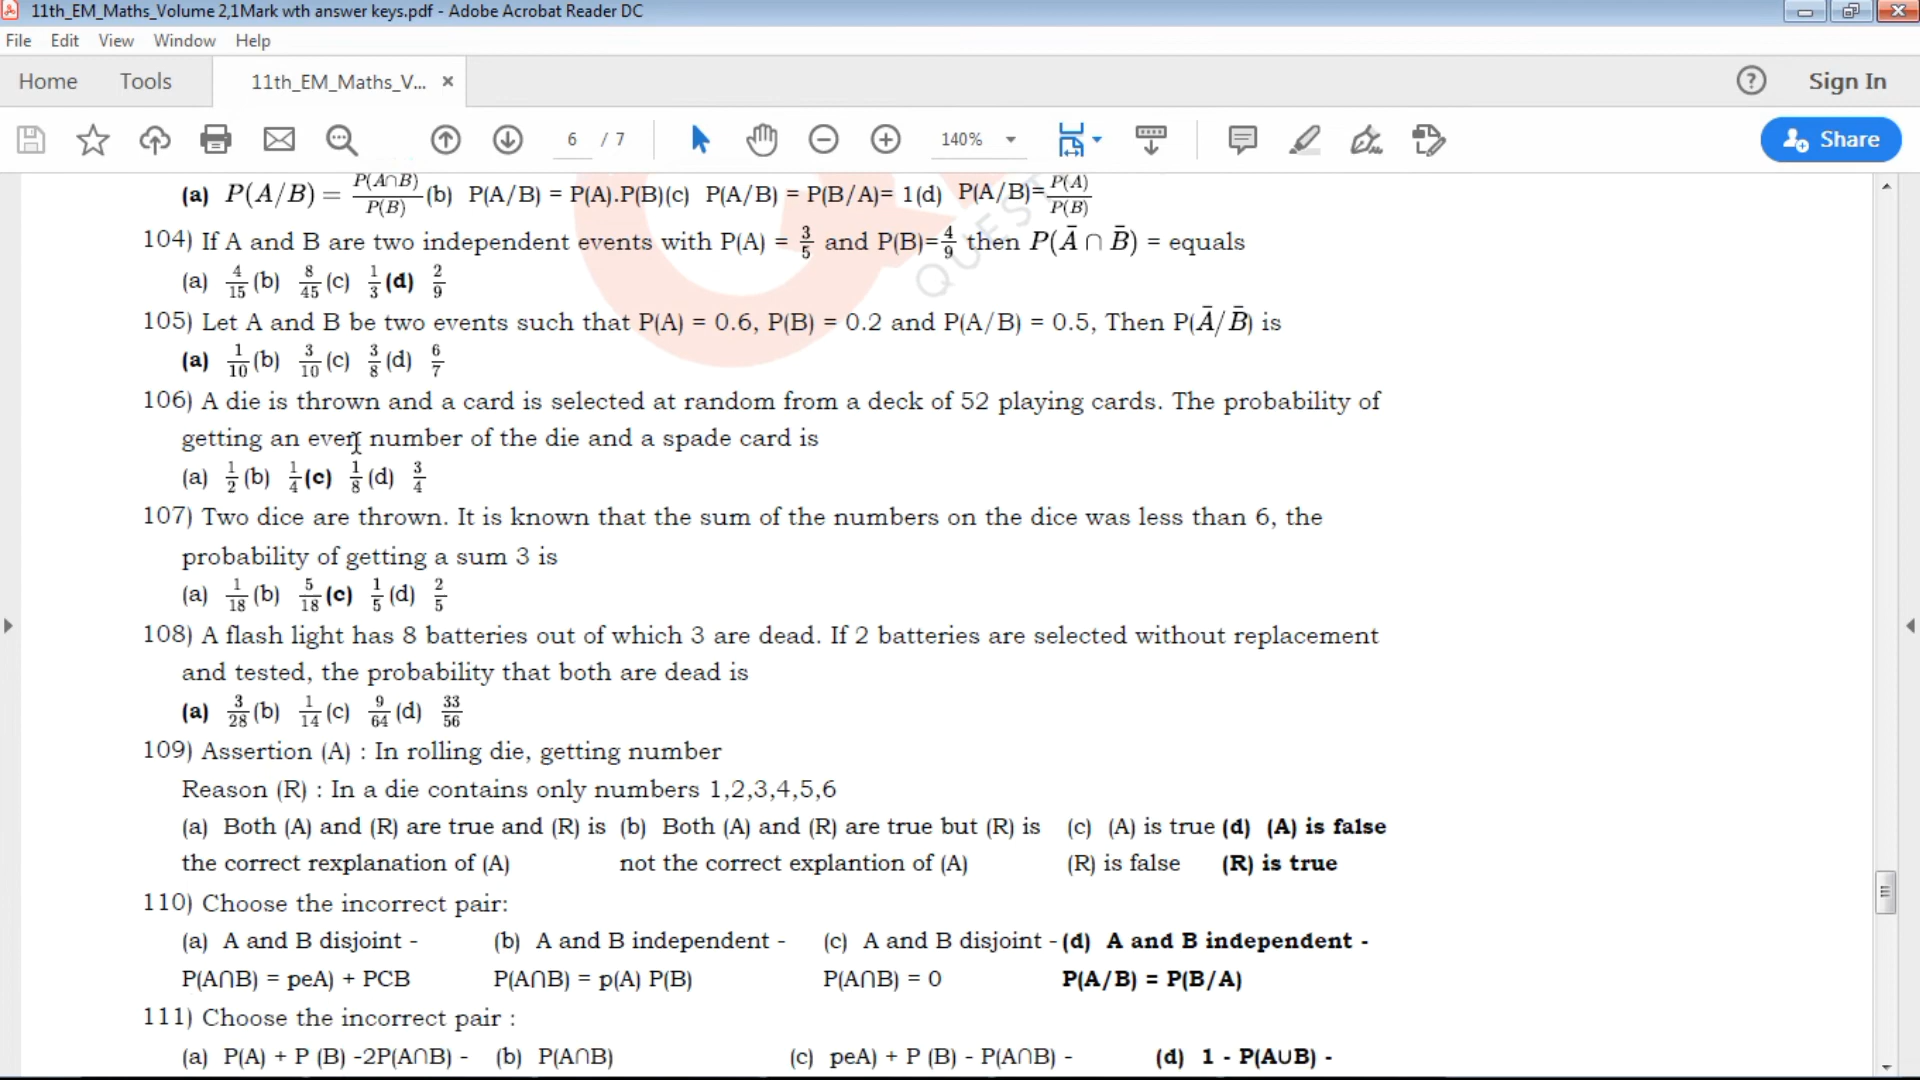 11th_EM_Maths_Volume 2,1Mark wth answer keys.pdf - Adobe Acrobat Reader DC
File Edit View Window Help
Home Tools 11th_EM_Maths_V... × ? Sign In
6 / 7 140% Share
(a) P(A/B) = P(A∩B)/P(B) (b) P(A/B) = P(A).P(B)(c) P(A/B) = P(B/A)= 1(d) P(A/B)=P(A)/P(B)
104) If A and B are two independent events with P(A) = 3/5 and P(B)=4/9 then P(Ā ∩ B̄) = equals
(a) 4/15 (b) 8/45 (c) 1/3 (d) 2/9
105) Let A and B be two events such that P(A) = 0.6, P(B) = 0.2 and P(A/B) = 0.5, Then P(Ā/B̄) is
(a) 1/10 (b) 3/10 (c) 3/8 (d) 6/7
106) A die is thrown and a card is selected at random from a deck of 52 playing cards. The probability of
getting an even number of the die and a spade card is
(a) 1/2 (b) 1/4 (c) 1/8 (d) 3/4
107) Two dice are thrown. It is known that the sum of the numbers on the dice was less than 6, the
probability of getting a sum 3 is
(a) 1/18 (b) 5/18 (c) 1/5 (d) 2/5
108) A flash light has 8 batteries out of which 3 are dead. If 2 batteries are selected without replacement
and tested, the probability that both are dead is
(a) 3/28 (b) 1/14 (c) 9/64 (d) 33/56
109) Assertion (A) : In rolling die, getting number
Reason (R) : In a die contains only numbers 1,2,3,4,5,6
(a) Both (A) and (R) are true and (R) is (b) Both (A) and (R) are true but (R) is (c) (A) is true (d) (A) is false
the correct rexplanation of (A) not the correct explantion of (A) (R) is false (R) is true
110) Choose the incorrect pair:
(a) A and B disjoint - (b) A and B independent - (c) A and B disjoint - (d) A and B independent -
P(A∩B) = peA) + PCB P(A∩B) = p(A) P(B) P(A∩B) = 0 P(A/B) = P(B/A)
111) Choose the incorrect pair :
(a) P(A) + P (B) -2P(A∩B) - (b) P(A∩B) (c) peA) + P (B) - P(A∩B) - (d) 1 - P(A∪B) -
QUEST